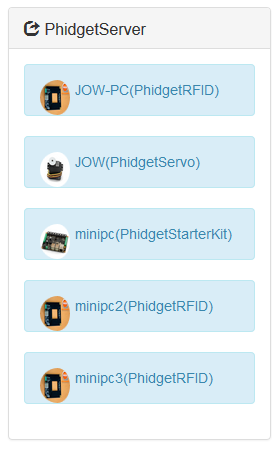 PhidgetServer
JOW-PC(PhidgetRFID)
JOW(PhidgetServo)
minipc(PhidgetStarterKit)
minipc2(PhidgetRFID)
minipc3(PhidgetRFID)